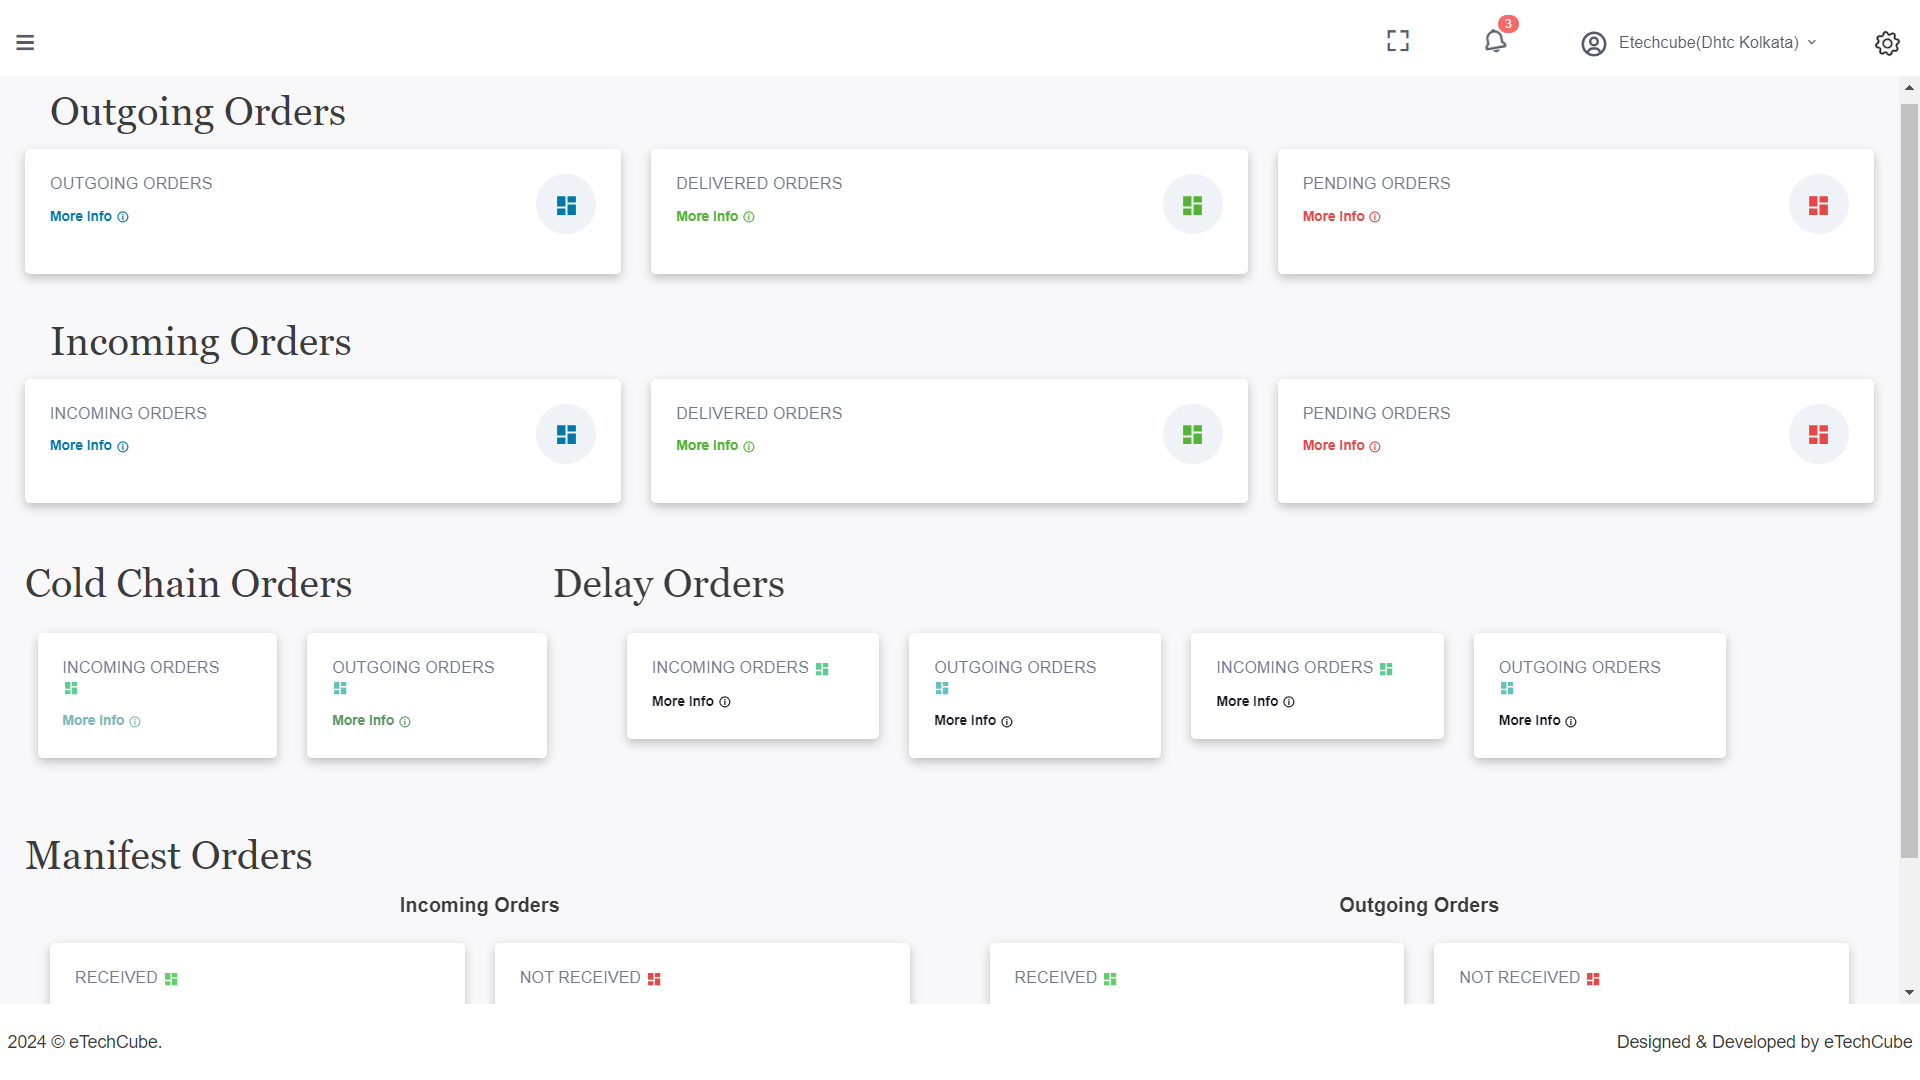 3
Etechcube(Dhtc Kolkata)
Outgoing Orders
OUTGOING ORDERS
More Info
DELIVERED ORDERS
More Info
PENDING ORDERS
More Info
Incoming Orders
INCOMING ORDERS
More Info
DELIVERED ORDERS
More Info
PENDING ORDERS
More Info
Cold Chain Orders
Delay Orders
INCOMING ORDERS
More Info
OUTGOING ORDERS
More Info
INCOMING ORDERS
More Info
OUTGOING ORDERS
More Info
INCOMING ORDERS
More Info
OUTGOING ORDERS
More Info
Manifest Orders
Incoming Orders
Outgoing Orders
RECEIVED
NOT RECEIVED
RECEIVED
NOT RECEIVED
2024 © eTechCube.
Designed & Developed by eTechCube